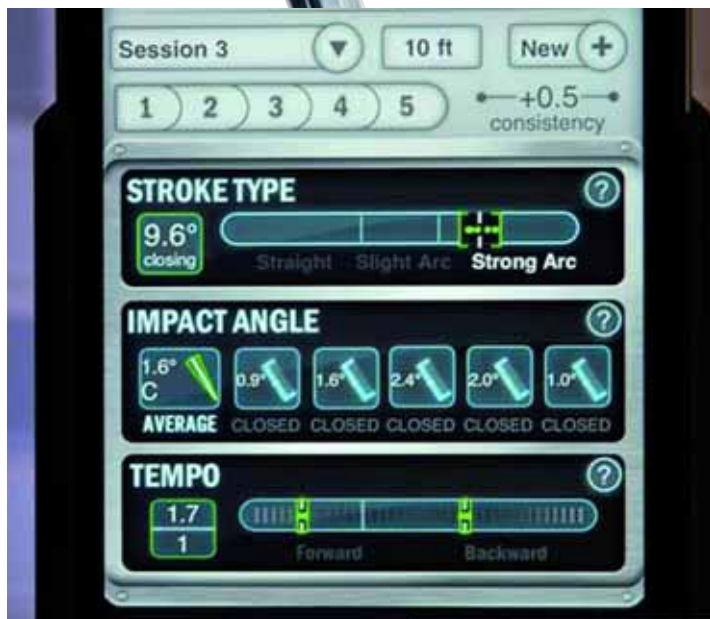 Session 3 10 ft New +
1 2 3 4 5 +0.5
consistency
STROKE TYPE ?
9.6°
closing
Straight Slight Arc Strong Arc
IMPACT ANGLE ?
1.6° C 0.9° 1.6° 2.4° 2.0° 1.0°
AVERAGE CLOSED CLOSED CLOSED CLOSED CLOSED
TEMPO ?
1.7
1
Forward Backward